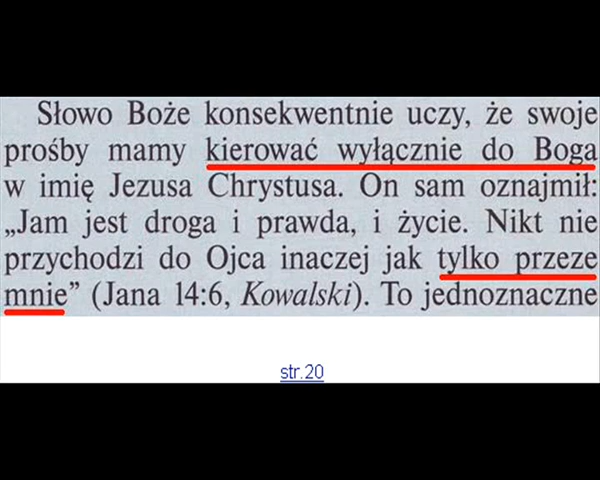 Słowo Boże konsekwentnie uczy, że swoje
prośby mamy kierować wyłącznie do Boga
w imię Jezusa Chrystusa. On sam oznajmił:
„Jam jest droga i prawda, i życie. Nikt nie
przychodzi do Ojca inaczej jak tylko przeze
mnie” (Jana 14:6, Kowalski). To jednoznaczne
str.20